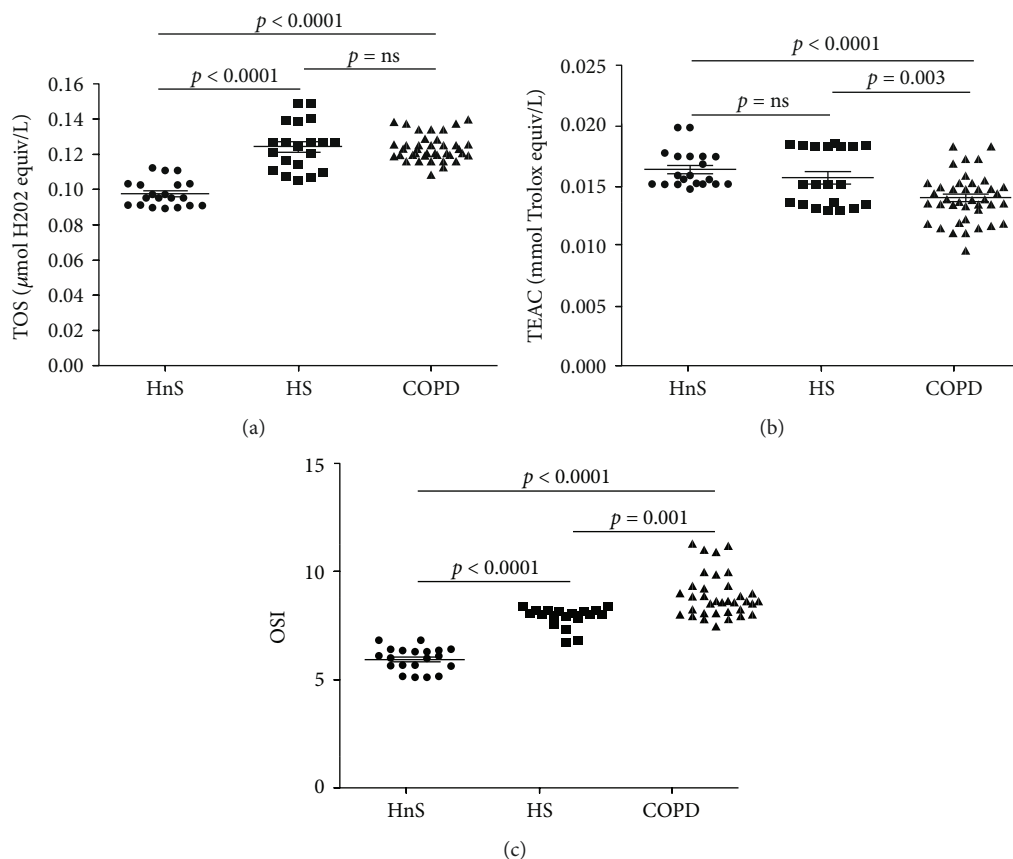 p < 0.0001
p = ns
p < 0.0001
TOS (µmol H202 equiv/L)
0.16
0.14
0.12
0.10
0.08
0.06
0.04
0.02
0.00
HnS HS COPD
(a)
p < 0.0001
p = 0.003
p = ns
TEAC (mmol Trolox equiv/L)
0.025
0.020
0.015
0.010
0.005
0.000
HnS HS COPD
(b)
p < 0.0001
p = 0.001
p < 0.0001
OSI
15
10
5
0
HnS HS COPD
(c)